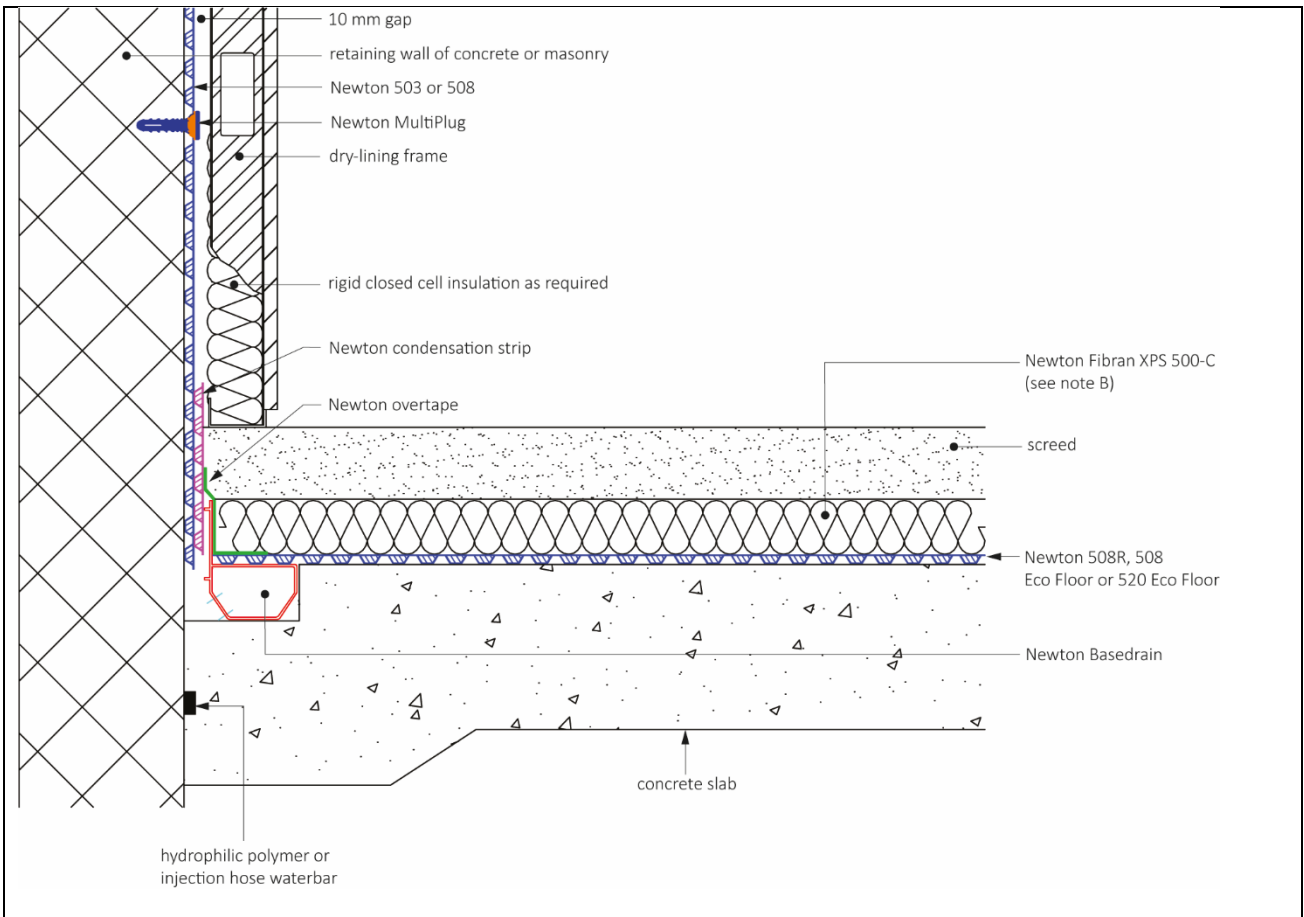 10 mm gap
retaining wall of concrete or masonry
Newton 503 or 508
Newton MultiPlug
dry-lining frame
rigid closed cell insulation as required
Newton condensation strip
Newton overtape
Newton Fibran XPS 500-C
(see note B)
screed
Newton 508R, 508
Eco Floor or 520 Eco Floor
Newton Basedrain
concrete slab
hydrophilic polymer or
injection hose waterbar